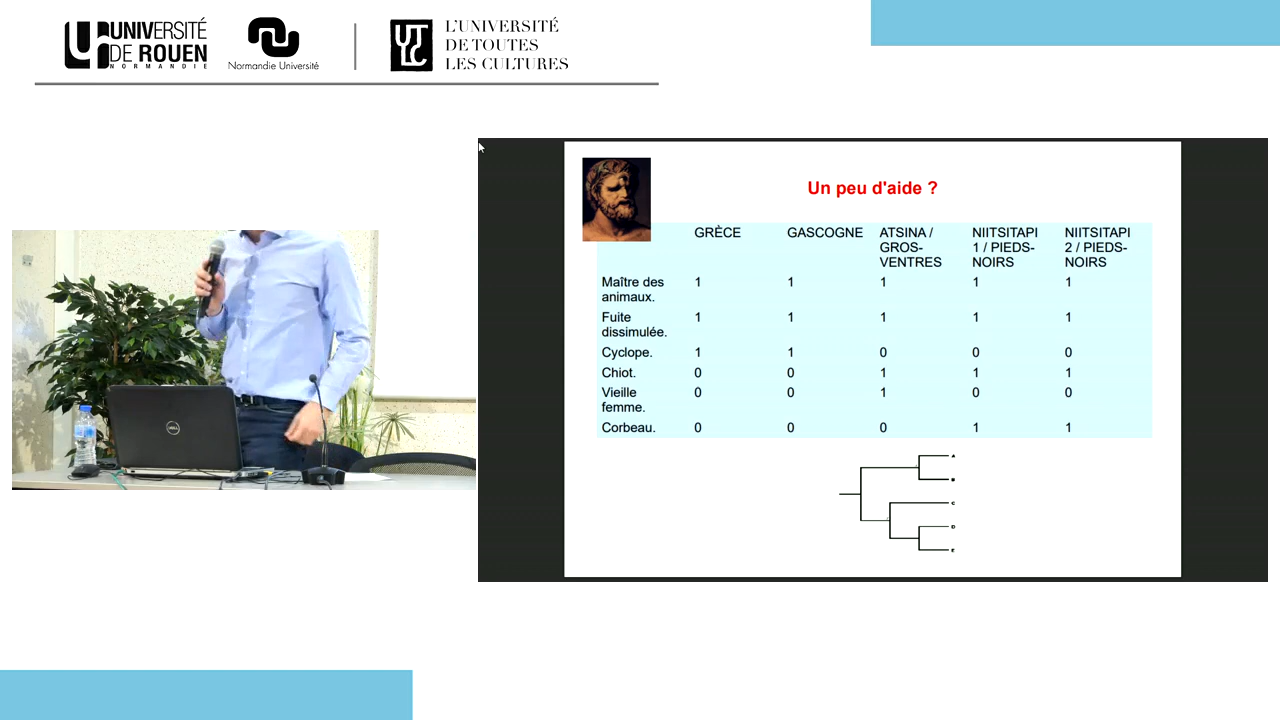 UNIVERSITÉ
DE ROUEN
NORMANDIE
Normandie Université
UTLC
L'UNIVERSITÉ
DE TOUTES
LES CULTURES
Un peu d'aide ?
GRÈCE GASCOGNE ATSINA / NIITSITAPI NIITSITAPI
GROS- 1 / PIEDS- 2 / PIEDS-
VENTRES NOIRS NOIRS
Maître des 1 1 1 1 1
animaux.
Fuite 1 1 1 1 1
dissimulée.
Cyclope. 1 1 0 0 0
Chiot. 0 0 1 1 1
Vieille 0 0 1 0 0
femme.
Corbeau. 0 0 0 1 1
A
B
C
D
E
DELL